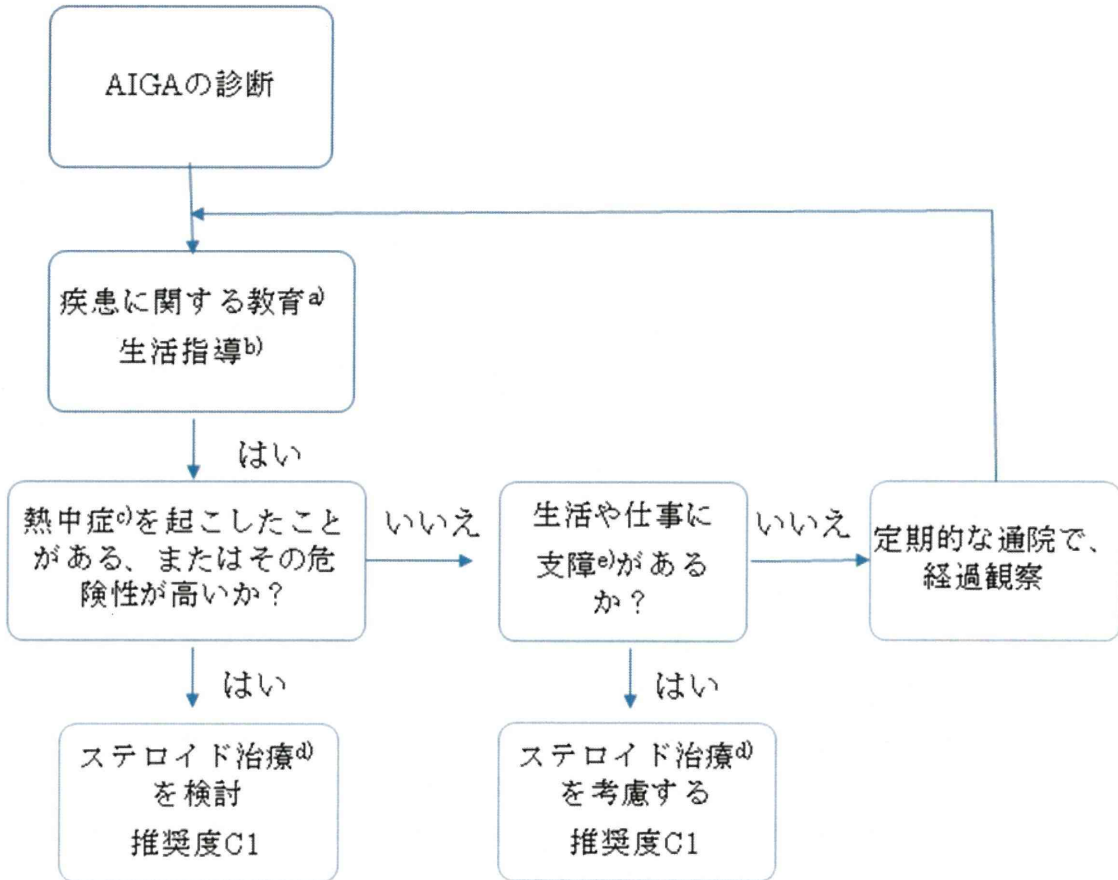 AIGAの診断
疾患に関する教育a)
生活指導b)
はい
熱中症c)を起こしたこと
がある、またはその危
険性が高いか？
いいえ
生活や仕事に
支障e)がある
か？
いいえ
定期的な通院で、
経過観察
はい
はい
ステロイド治療d)
を検討
推奨度C1
ステロイド治療d)
を考慮する
推奨度C1